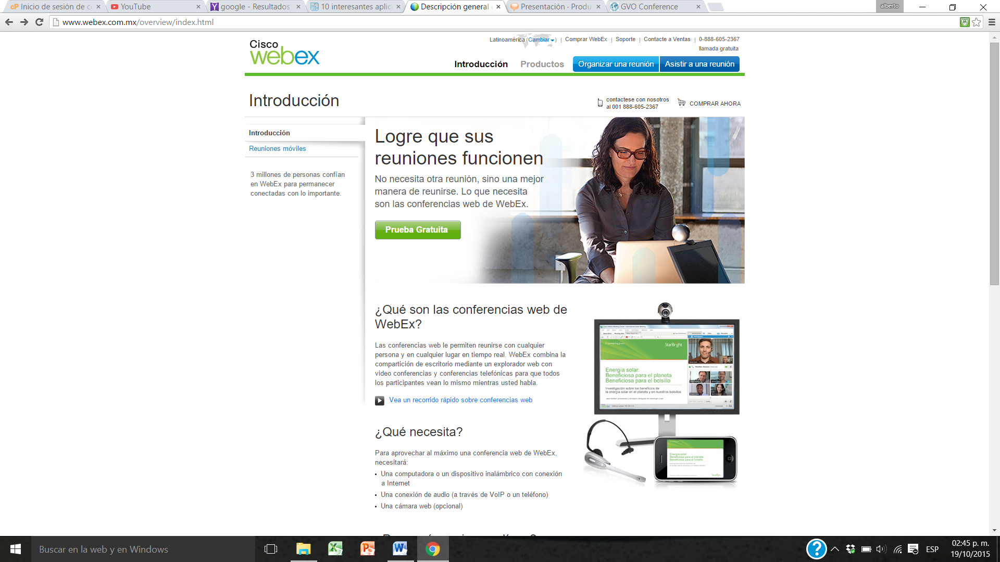 Inicio de sesión de c
YouTube
google - Resultados
10 interesantes aplic
Descripción general
Presentación · Produ
GVO Conference
alberto
www.webex.com.mx/overview/index.html
Cisco
webex
Latinoamérica (Cambiar)
Comprar WebEx
Soporte
Contacte a Ventas
0-888-605-2367
llamada gratuita
Introducción
Productos
Organizar una reunión
Asistir a una reunión
Introducción
contactese con nosotros
al 001 888-605-2367
COMPRAR AHORA
Introducción
Reuniones móviles
3 millones de personas confían
en WebEx para permanecer
conectadas con lo importante.
Logre que sus
reuniones funcionen
No necesita otra reunión, sino una mejor
manera de reunirse. Lo que necesita
son las conferencias web de WebEx.
Prueba Gratuita
¿Qué son las conferencias web de
WebEx?
Las conferencias web le permiten reunirse con cualquier
persona y en cualquier lugar en tiempo real. WebEx combina la
compartición de escritorio mediante un explorador web con
video conferencias y conferencias telefónicas para que todos
los participantes vean lo mismo mientras usted habla.
Vea un recorrido rápido sobre conferencias web
StarBright
Energía solar:
Beneficiosa para el planeta
Beneficiosa para el bolsillo
Investigación sobre los beneficios de
la energía solar en el planeta y en nuestros bolsillos
Energía solar:
Beneficiosa para el planeta
Beneficiosa para el bolsillo
¿Qué necesita?
Para aprovechar al máximo una conferencia web de WebEx,
necesitará:
Una computadora o un dispositivo inalámbrico con conexión
a Internet
Una conexión de audio (a través de VoIP o un teléfono)
Una cámara web (opcional)
Buscar en la web y en Windows
ESP
02:45 p. m.
19/10/2015